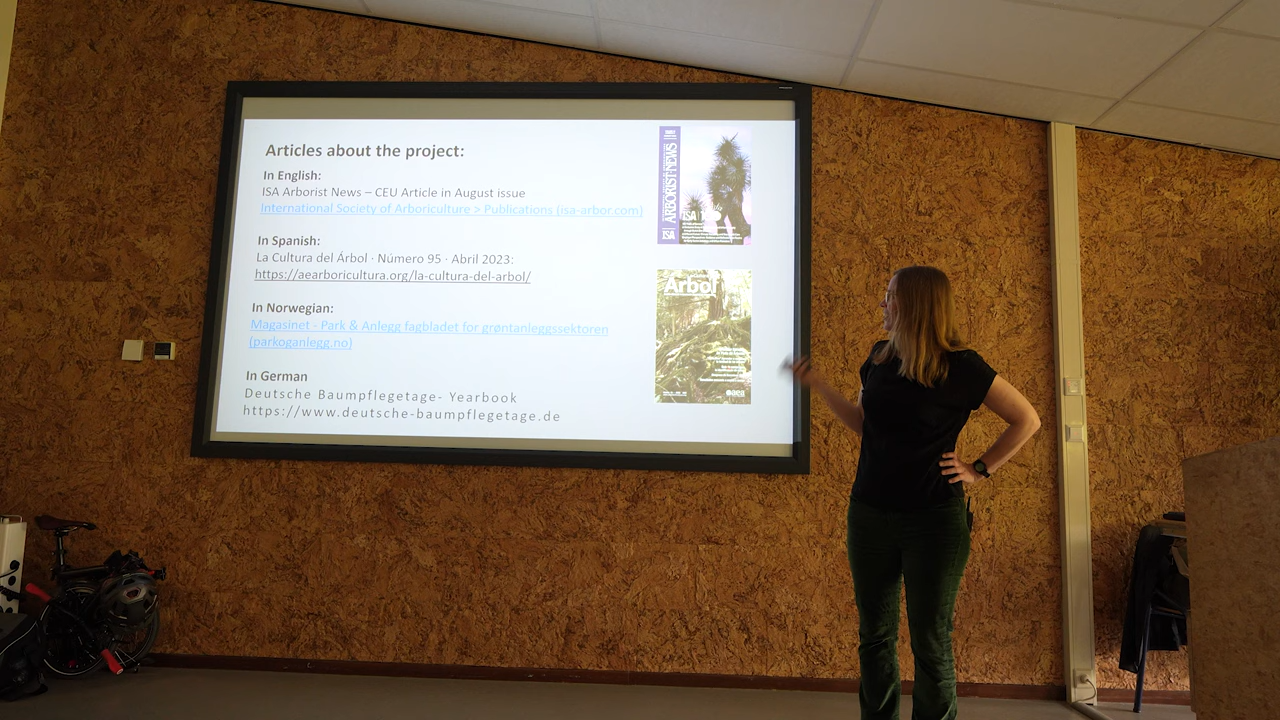 Articles about the project:
In English:
ISA Arborist News – CEU Article in August issue
International Society of Arboriculture > Publications (isa-arbor.com)
In Spanish:
La Cultura del Árbol · Número 95 · Abril 2023:
https://aearboricultura.org/la-cultura-del-arbol/
In Norwegian:
Magasinet - Park & Anlegg fagbladet for grøntanleggssektoren
(parkoganlegg.no)
In German
Deutsche Baumpflegetage- Yearbook
https://www.deutsche-baumpflegetage.de
ARBORIST•NEWS
ISA
ISA
Árbol